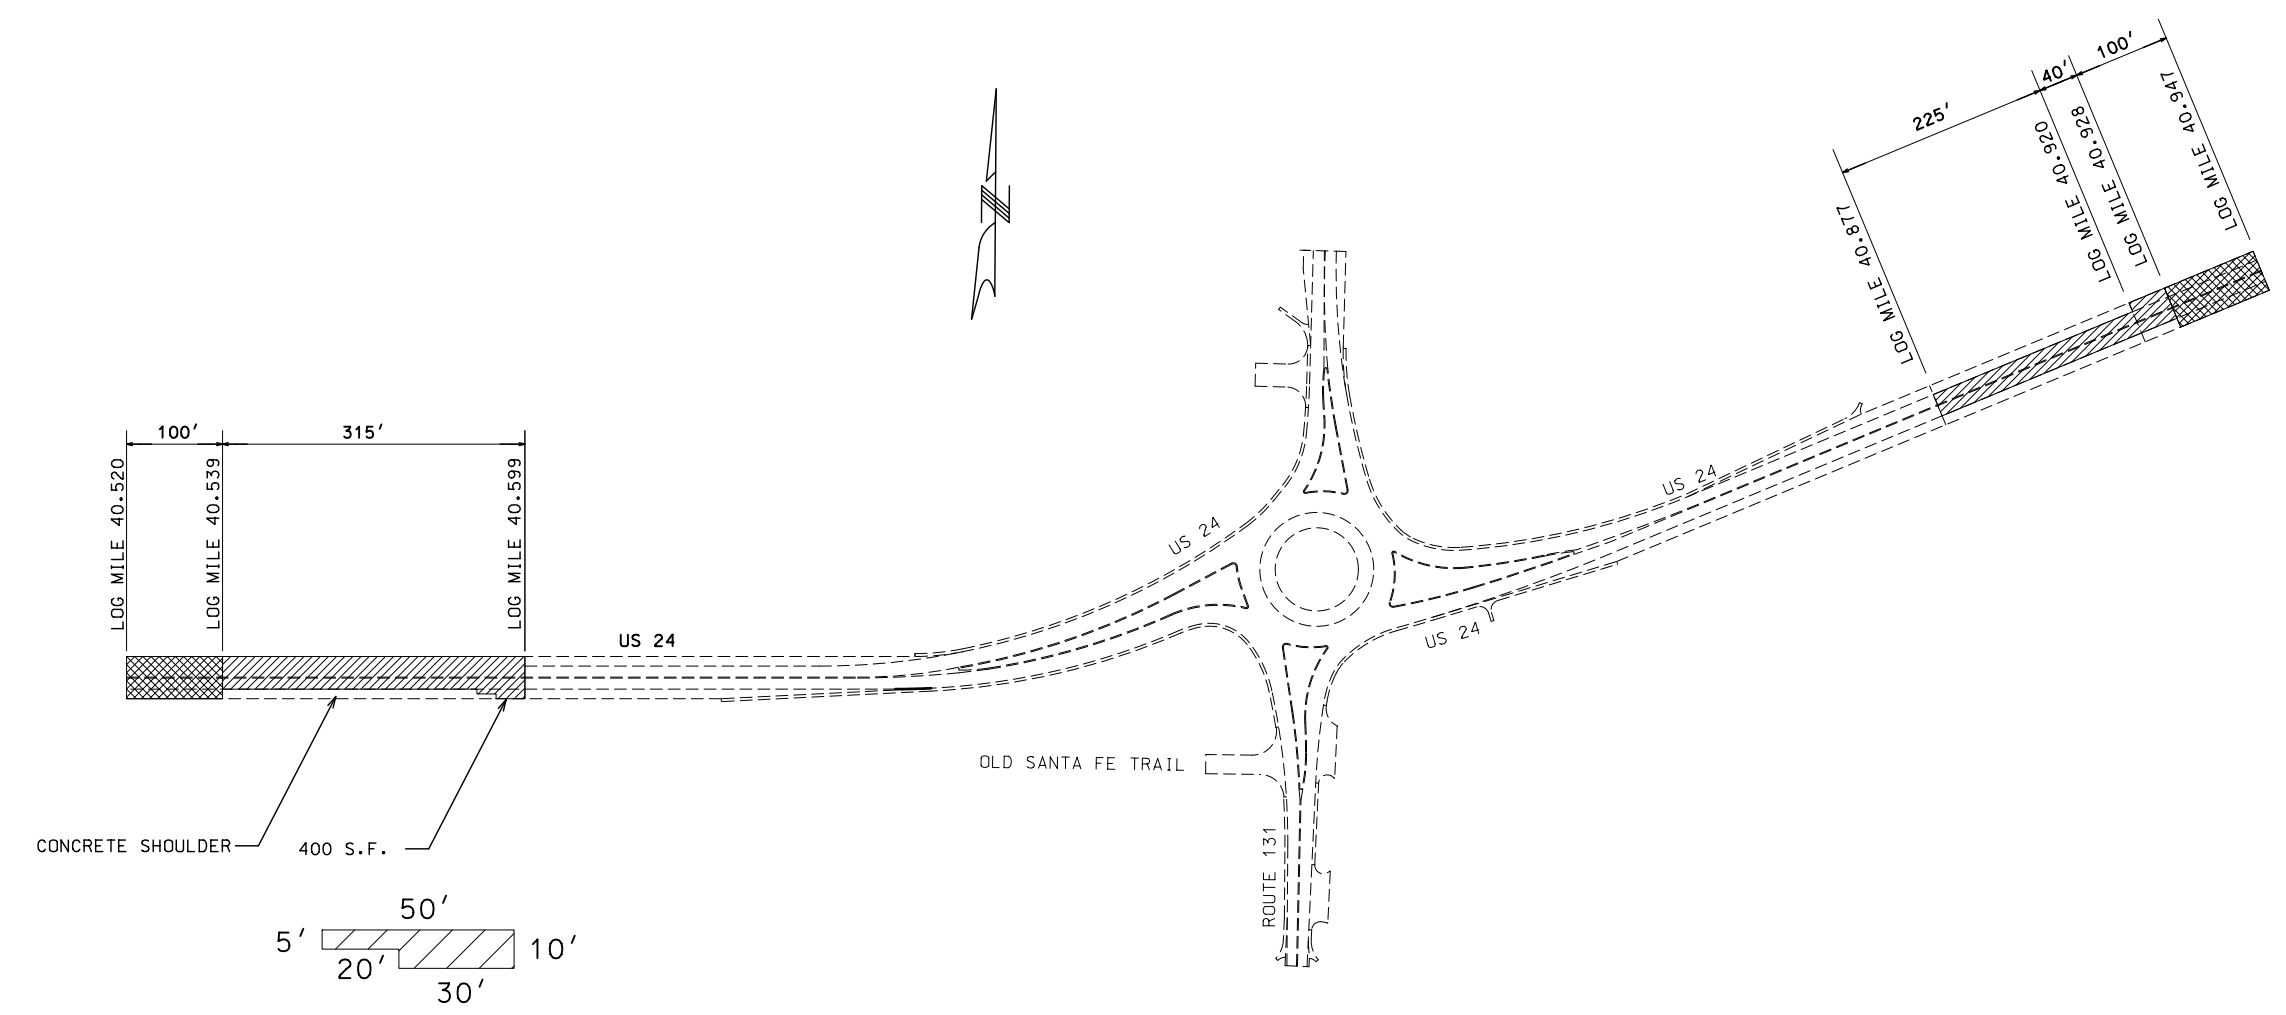 100'
40'
225'
LOG MILE 40.947
LOG MILE 40.928
LOG MILE 40.920
LOG MILE 40.877
N
100'
315'
LOG MILE 40.520
LOG MILE 40.539
LOG MILE 40.599
US 24
US 24
US 24
US 24
OLD SANTA FE TRAIL
ROUTE 131
CONCRETE SHOULDER
400 S.F.
50'
5'
10'
20'
30'